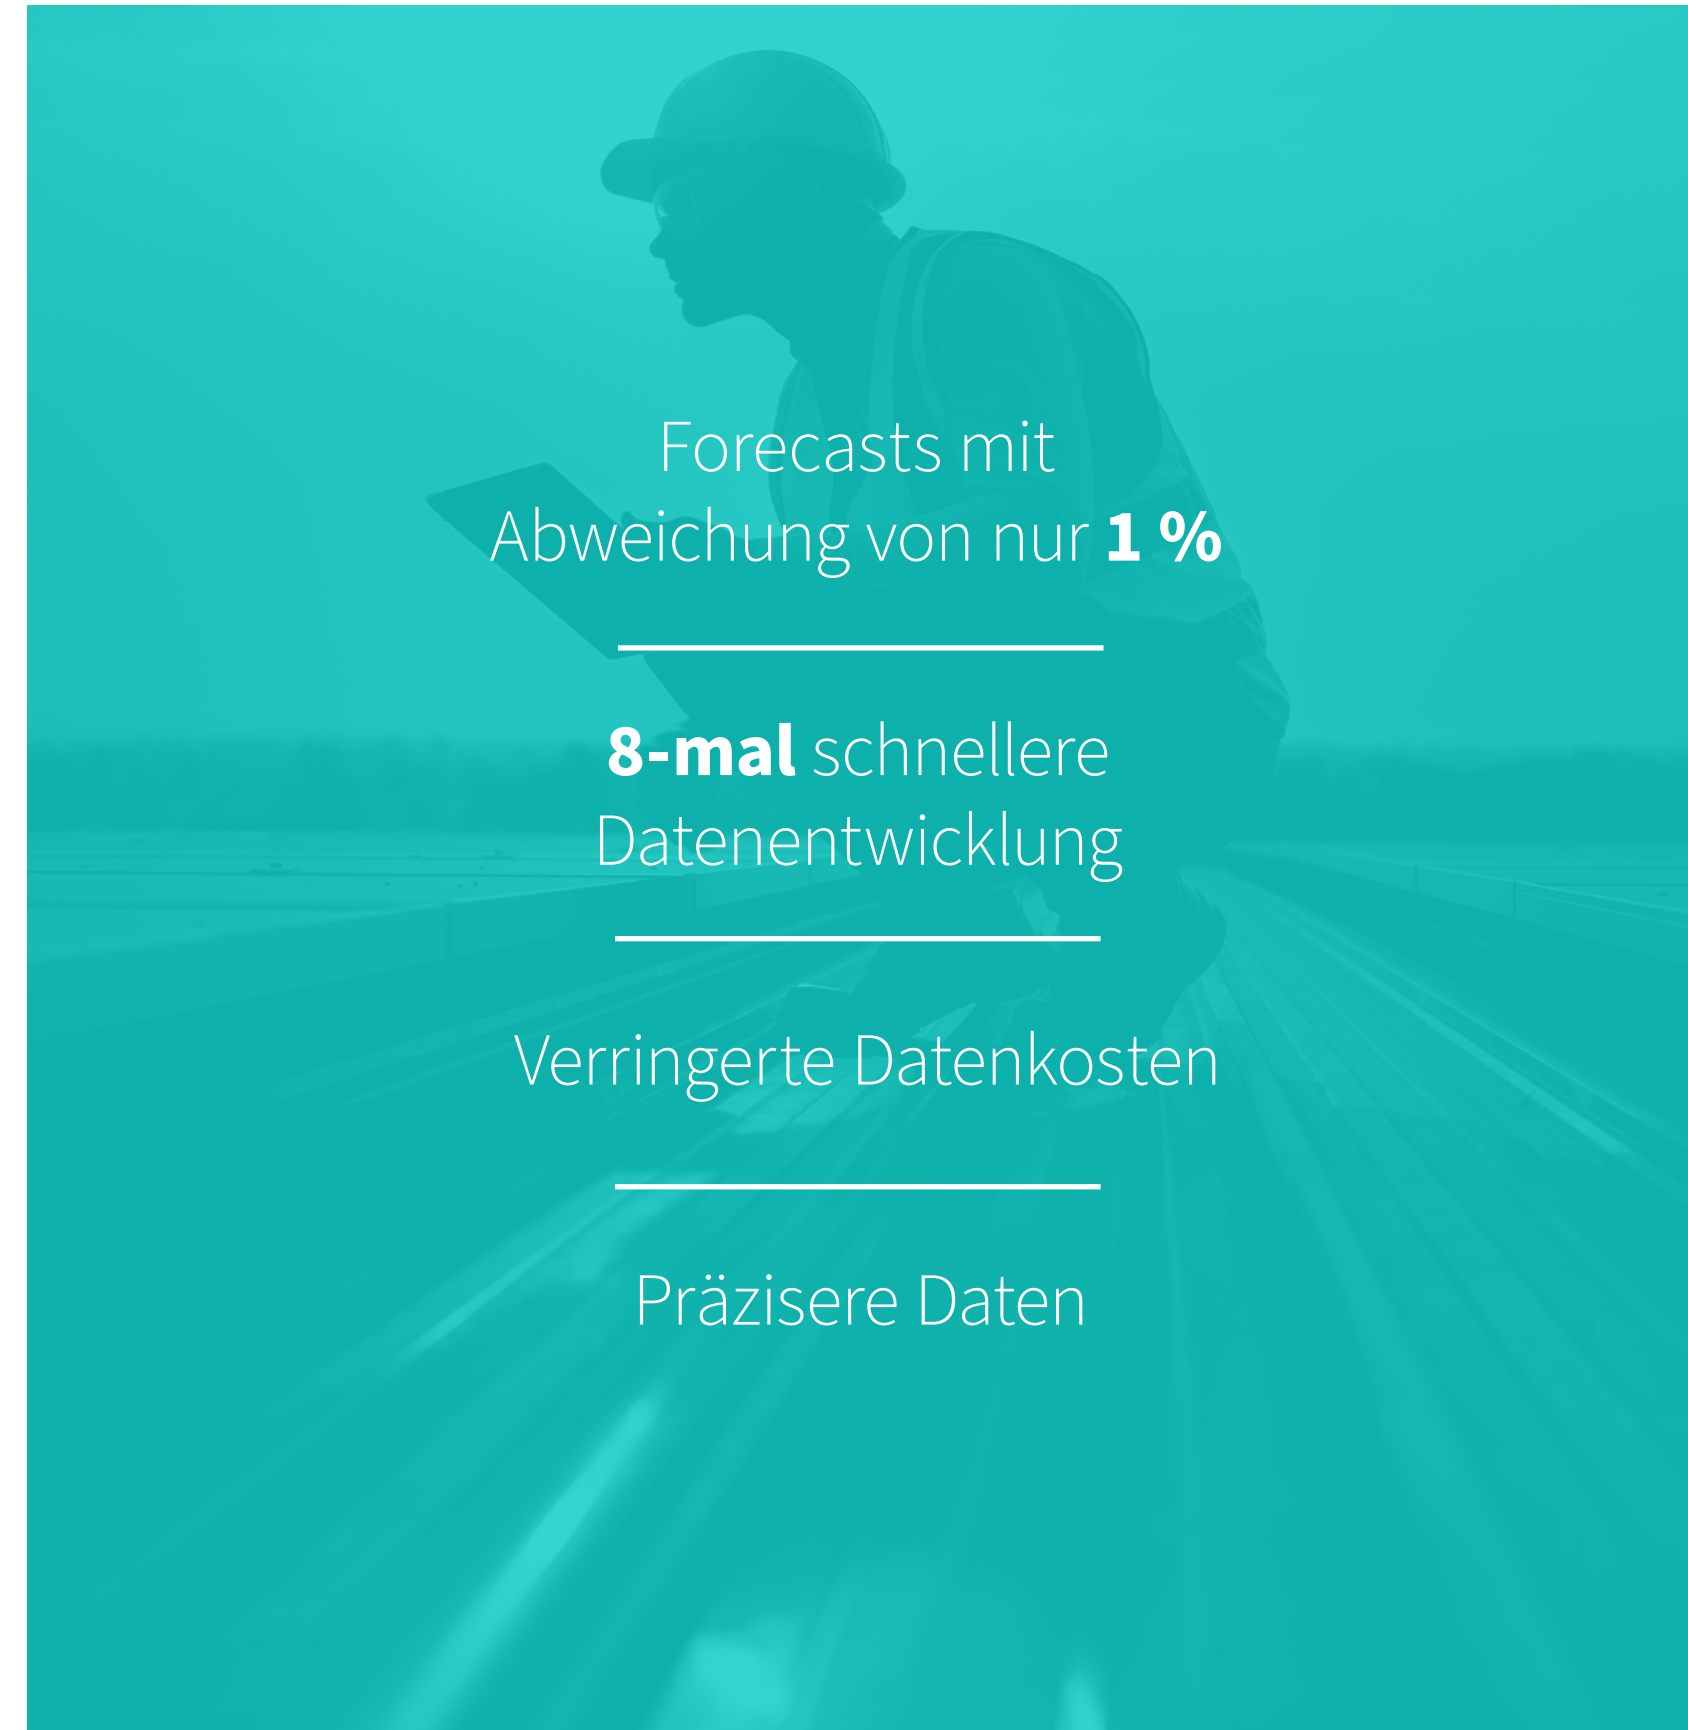 Forecasts mit
Abweichung von nur 1 %
8-mal schnellere
Datenentwicklung
Verringerte Datenkosten
Präzisere Daten